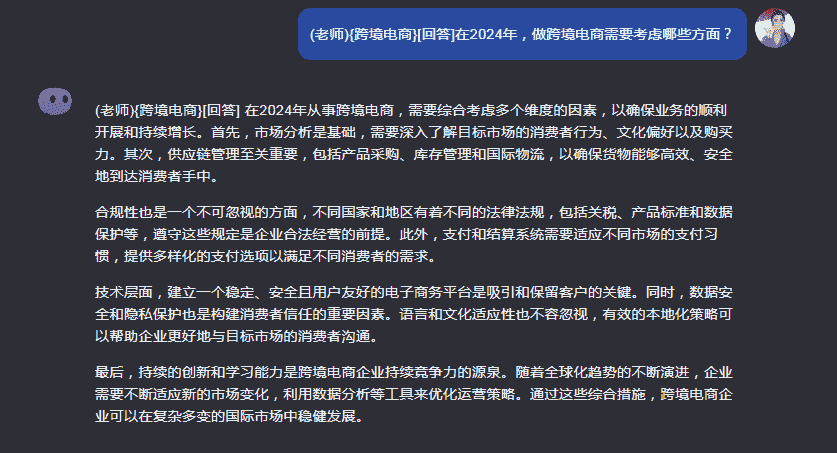 (老师){跨境电商}[回答]在2024年，做跨境电商需要考虑哪些方面？
(老师){跨境电商}[回答] 在2024年从事跨境电商，需要综合考虑多个维度的因素，以确保业务的顺利
开展和持续增长。首先，市场分析是基础，需要深入了解目标市场的消费者行为、文化偏好以及购买
力。其次，供应链管理至关重要，包括产品采购、库存管理和国际物流，以确保货物能够高效、安全
地到达消费者手中。
合规性也是一个不可忽视的方面，不同国家和地区有着不同的法律法规，包括关税、产品标准和数据
保护等，遵守这些规定是企业合法经营的前提。此外，支付和结算系统需要适应不同市场的支付习
惯，提供多样化的支付选项以满足不同消费者的需求。
技术层面，建立一个稳定、安全且用户友好的电子商务平台是吸引和保留客户的关键。同时，数据安
全和隐私保护也是构建消费者信任的重要因素。语言和文化适应性也不容忽视，有效的本地化策略可
以帮助企业更好地与目标市场的消费者沟通。
最后，持续的创新和学习能力是跨境电商企业持续竞争力的源泉。随着全球化趋势的不断演进，企业
需要不断适应新的市场变化，利用数据分析等工具来优化运营策略。通过这些综合措施，跨境电商企
业可以在复杂多变的国际市场中稳健发展。